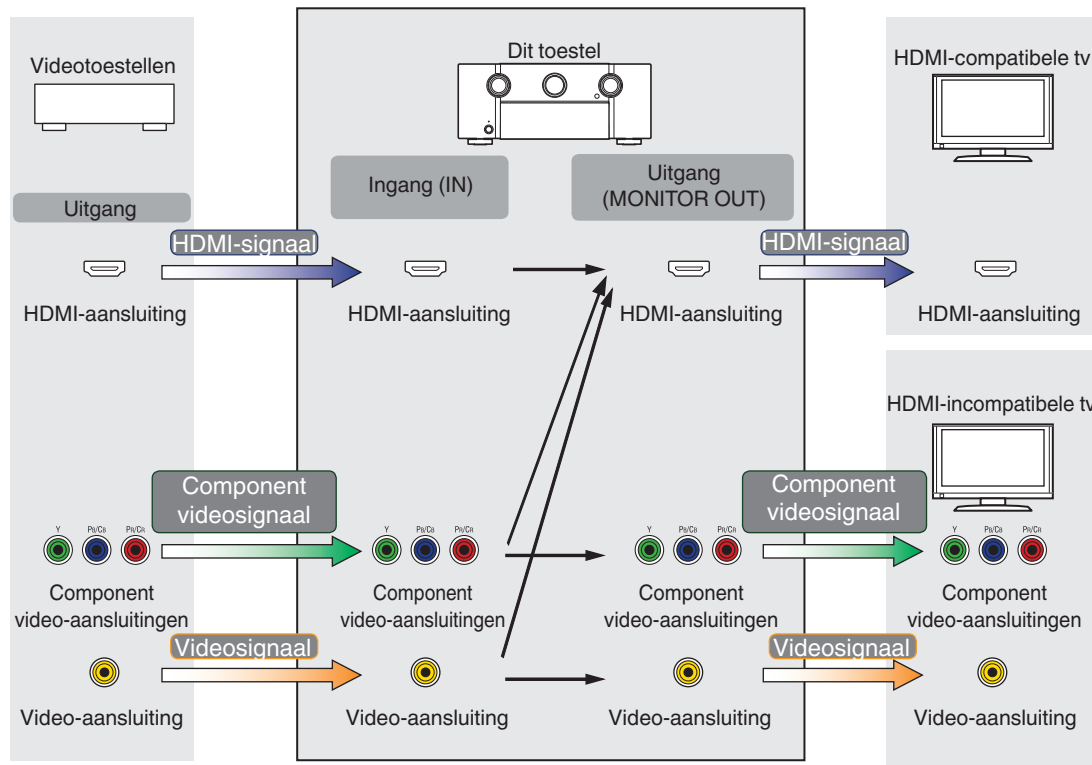 Videotoestellen
Dit toestel
HDMI-compatibele tv
Uitgang
Ingang (IN)
Uitgang
(MONITOR OUT)
HDMI-signaal
HDMI-signaal
HDMI-aansluiting
HDMI-aansluiting
HDMI-aansluiting
HDMI-aansluiting
HDMI-incompatibele tv
Component
videosignaal
Component
videosignaal
Y PB/CB PR/CR
Y PB/CB PR/CR
Y PB/CB PR/CR
Y PB/CB PR/CR
Component
video-aansluitingen
Component
video-aansluitingen
Component
video-aansluitingen
Component
video-aansluitingen
Videosignaal
Videosignaal
Video-aansluiting
Video-aansluiting
Video-aansluiting
Video-aansluiting